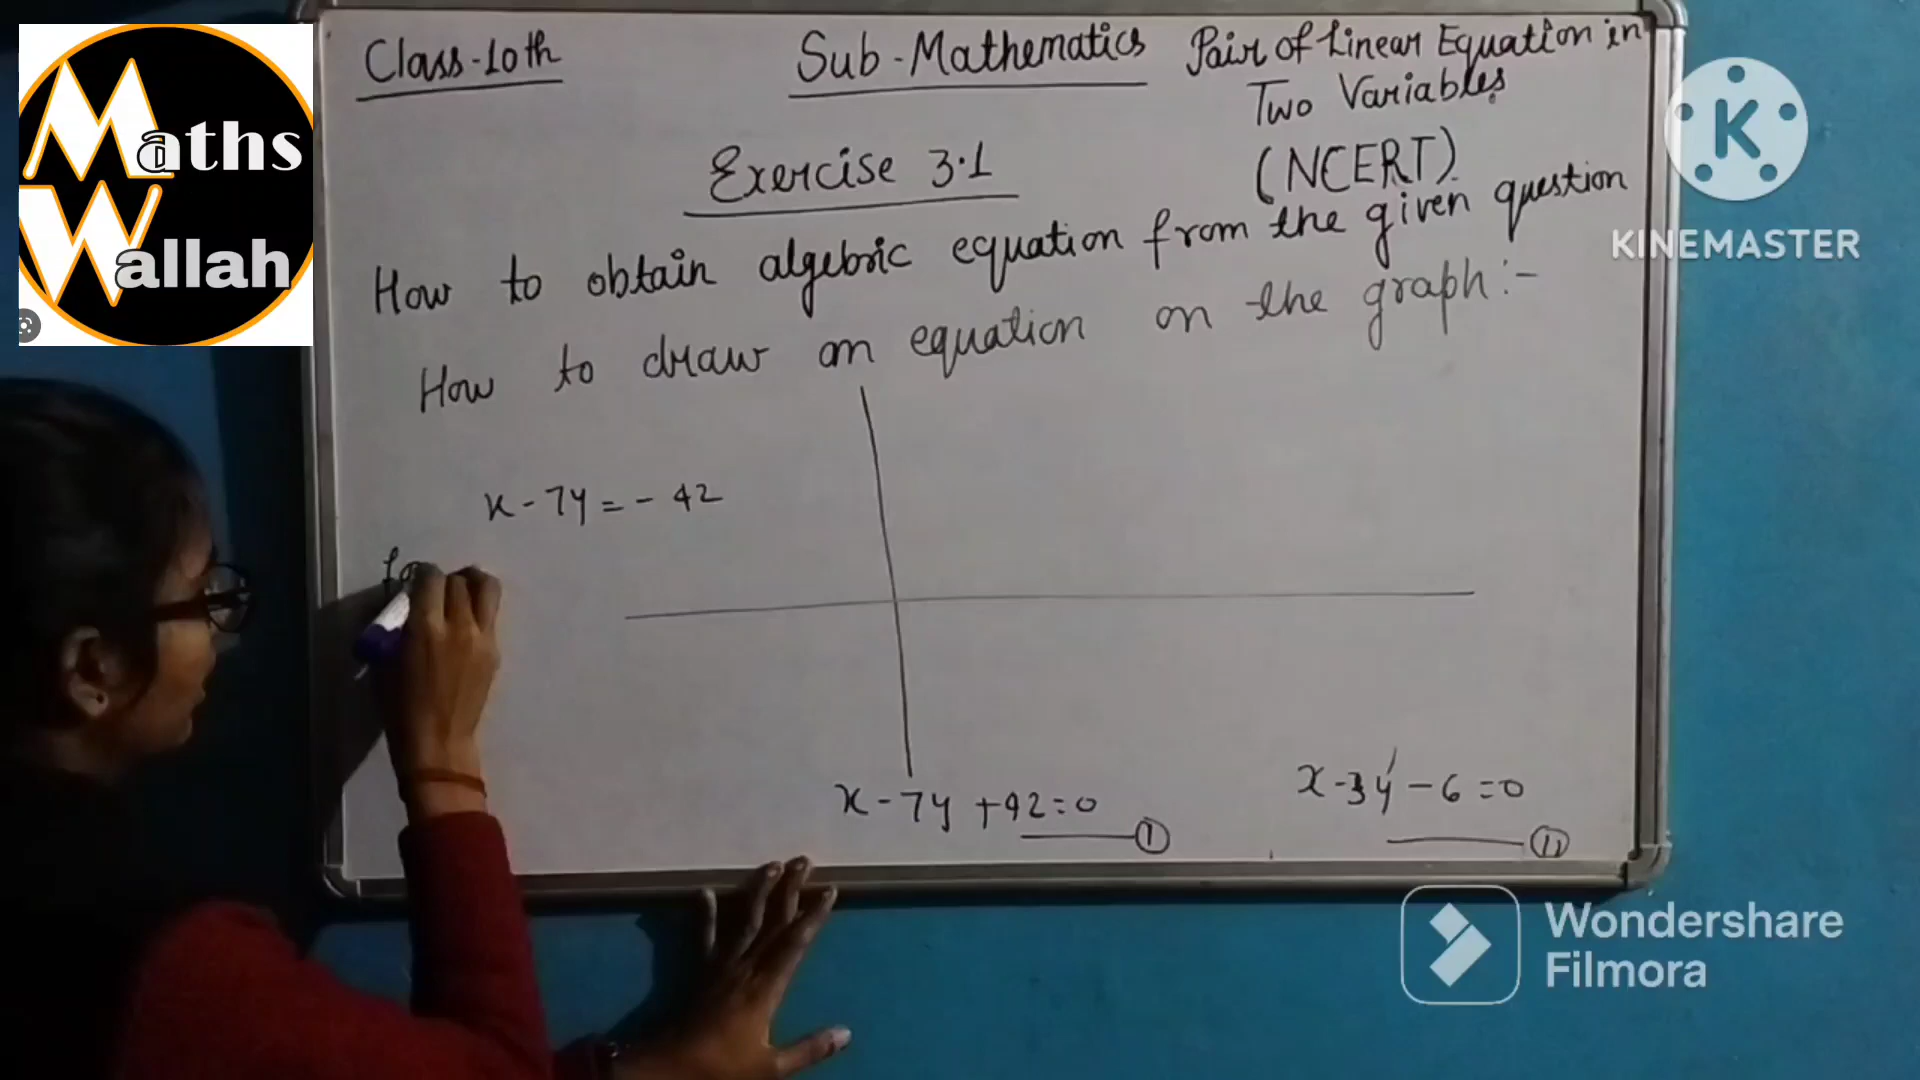 Maths
Wallah
Class-10th
Sub-Mathematics
Pair of Linear Equation in
Two Variables
(NCERT)
KINEMASTER
Exercise 3.1
How to obtain algebric equation from the given question
How to draw an equation on the graph:-
x-7y=-42
fo
x-7y+42=0
①
x-3y-6=0
⑪
Wondershare
Filmora